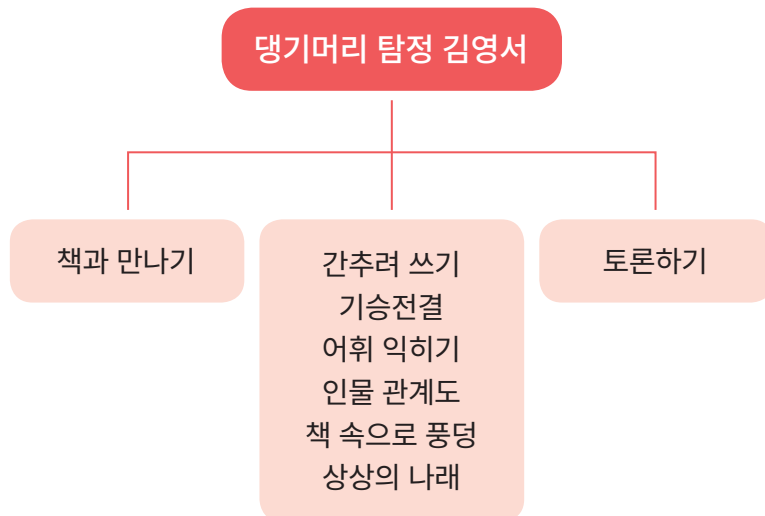 댕기머리 탐정 김영서
책과 만나기
간추려 쓰기
기승전결
어휘 익히기
인물 관계도
책 속으로 풍덩
상상의 나래
토론하기